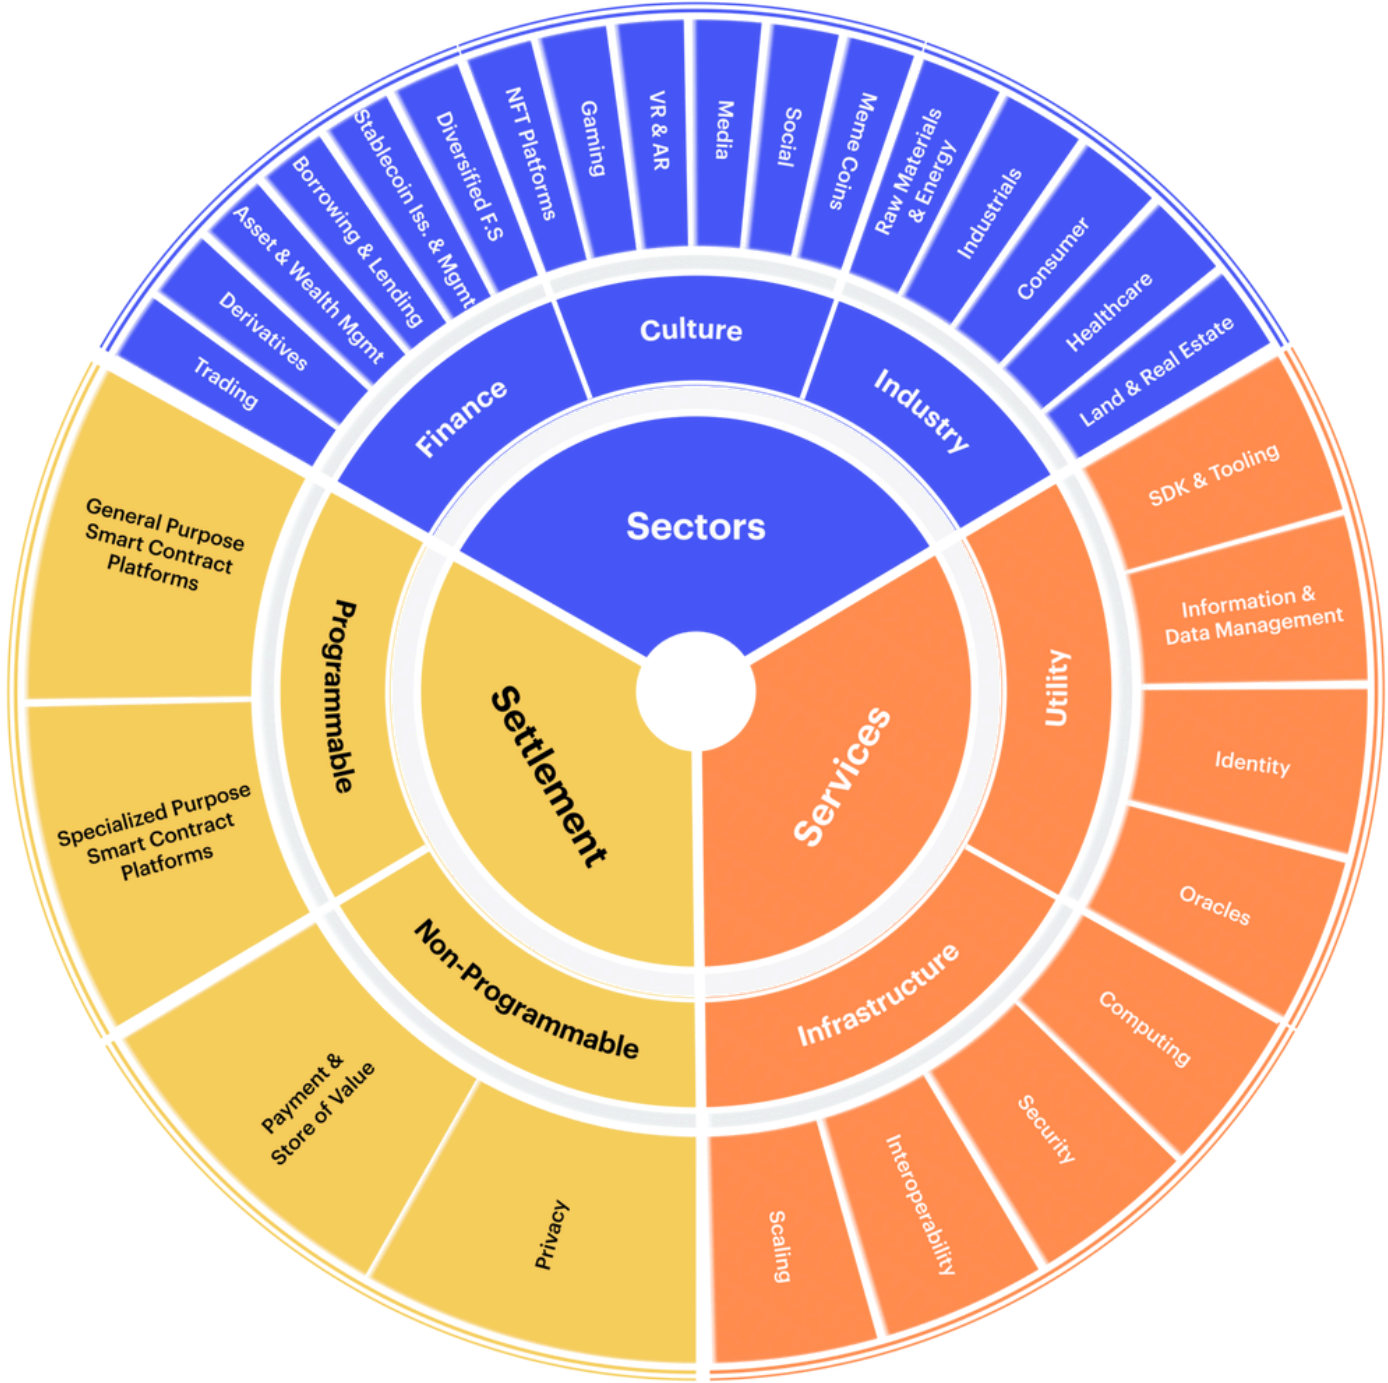 Sectors
Finance
Trading
Derivatives
Asset & Wealth Mgmt
Borrowing & Lending
Stablecoin Iss. & Mgmt
Diversified F.S
Culture
NFT Platforms
Gaming
VR & AR
Media
Social
Meme Coins
Industry
Raw Materials
& Energy
Industrials
Consumer
Healthcare
Land & Real Estate
Services
Utility
SDK & Tooling
Information &
Data Management
Identity
Oracles
Infrastructure
Computing
Security
Interoperability
Scaling
Settlement
Non-Programmable
Privacy
Payment &
Store of Value
Programmable
Specialized Purpose
Smart Contract
Platforms
General Purpose
Smart Contract
Platforms